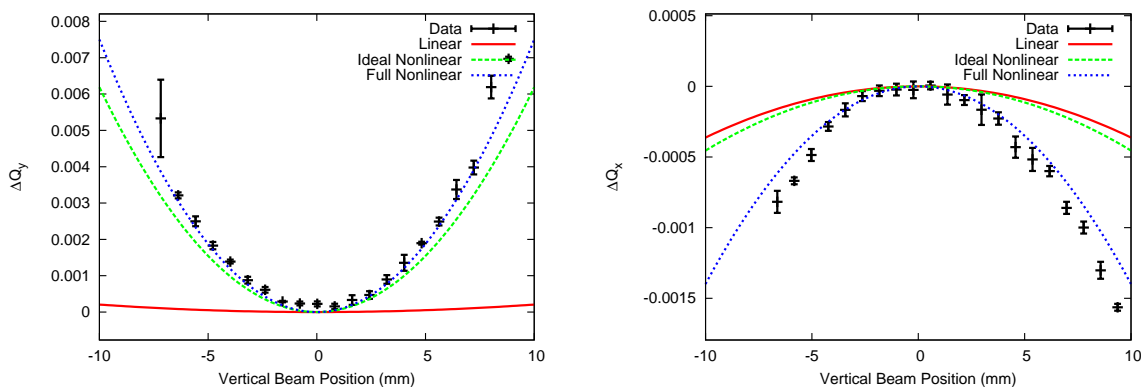 0.008
0.007
0.006
0.005
0.004
0.003
0.002
0.001
0
ΔQy
-10
-5
0
5
10
Vertical Beam Position (mm)
Data
Linear
Ideal Nonlinear
Full Nonlinear
0.0005
0
-0.0005
-0.001
-0.0015
ΔQx
-10
-5
0
5
10
Vertical Beam Position (mm)
Data
Linear
Ideal Nonlinear
Full Nonlinear